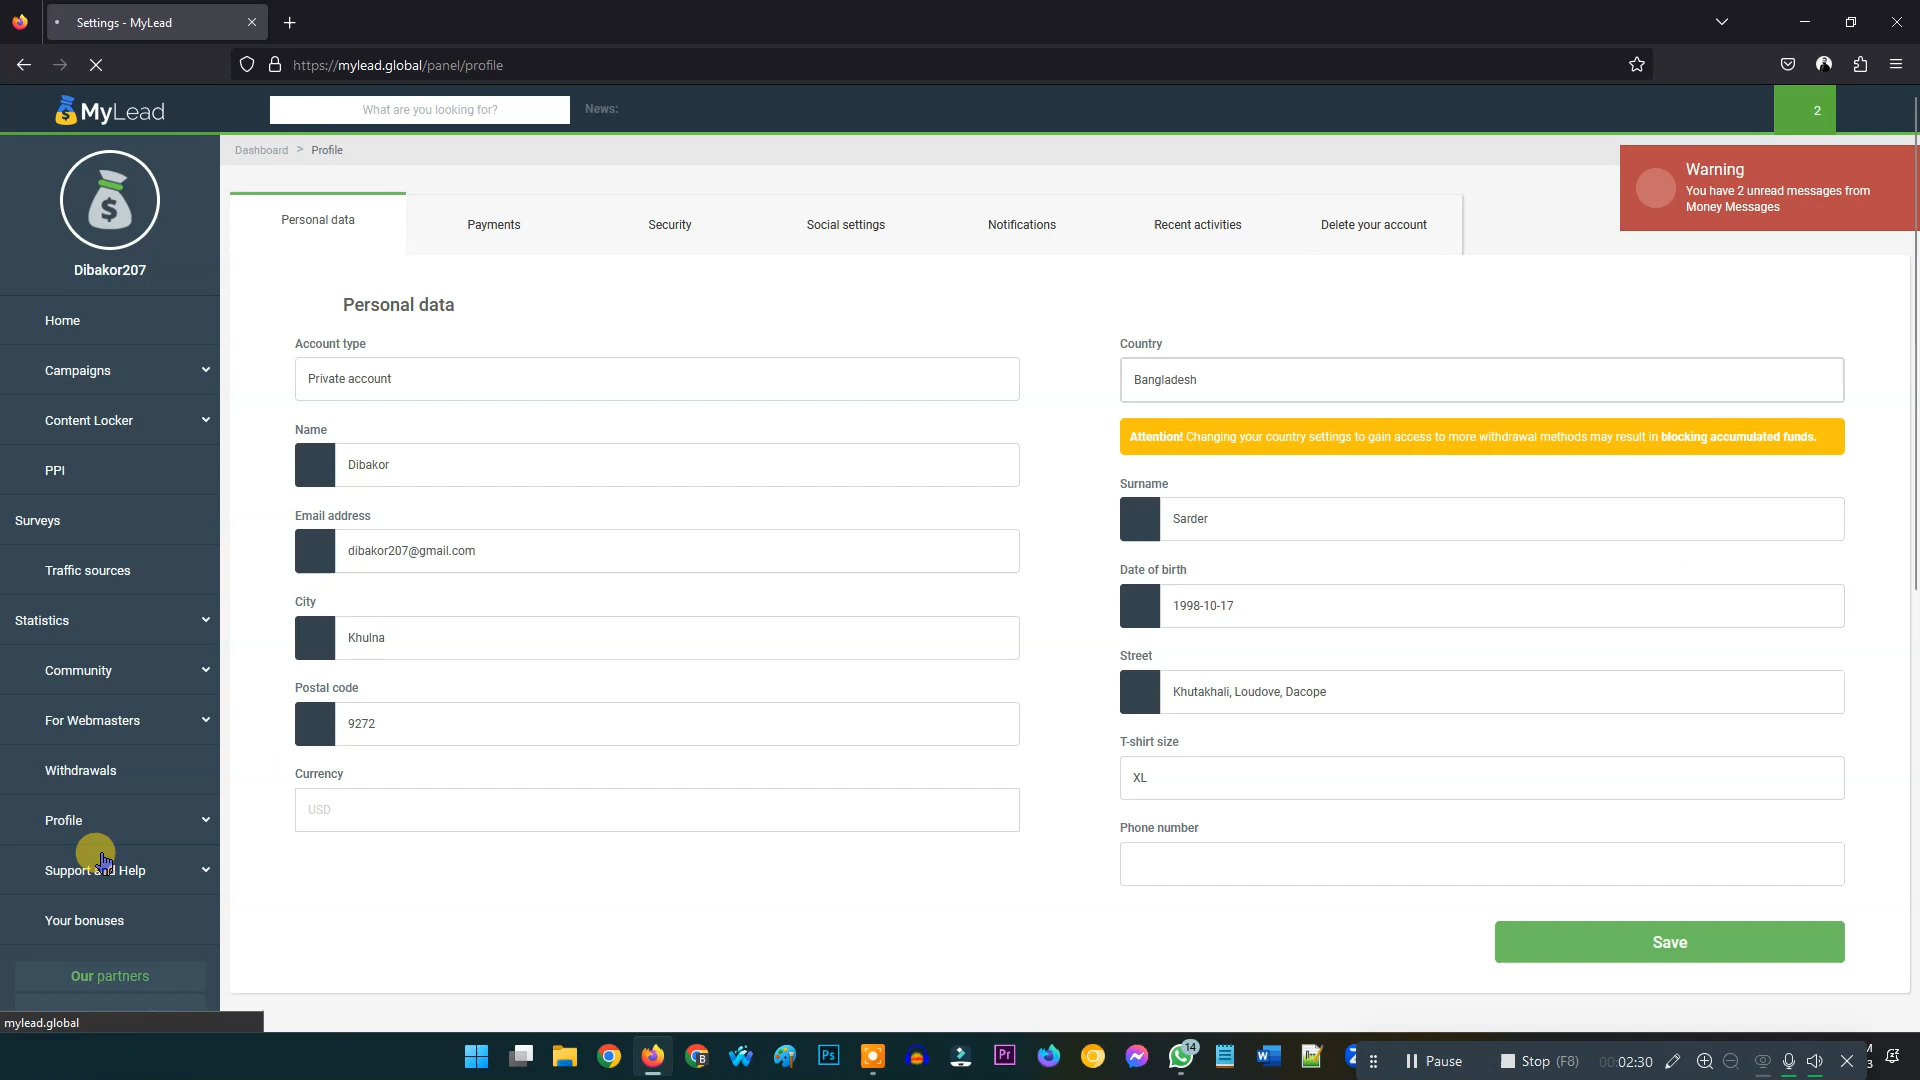 Settings - MyLead
https://mylead.global/panel/profile
MyLead
What are you looking for?
News:
2
Dashboard > Profile
Warning
You have 2 unread messages from
Money Messages
Dibakor207
Home
Campaigns
Content Locker
PPI
Surveys
Traffic sources
Statistics
Community
For Webmasters
Withdrawals
Profile
Support and Help
Your bonuses
Our partners
mylead.global
Personal data
Payments
Security
Social settings
Notifications
Recent activities
Delete your account
Personal data
Account type
Private account
Name
Dibakor
Email address
dibakor207@gmail.com
City
Khulna
Postal code
9272
Currency
USD
Country
Bangladesh
Attention! Changing your country settings to gain access to more withdrawal methods may result in blocking accumulated funds.
Surname
Sarder
Date of birth
1998-10-17
Street
Khutakhali, Loudove, Dacope
T-shirt size
XL
Phone number
Save
B
Ps
Pr
14
W
Pause
Stop (F8)
00:02:30
M
3